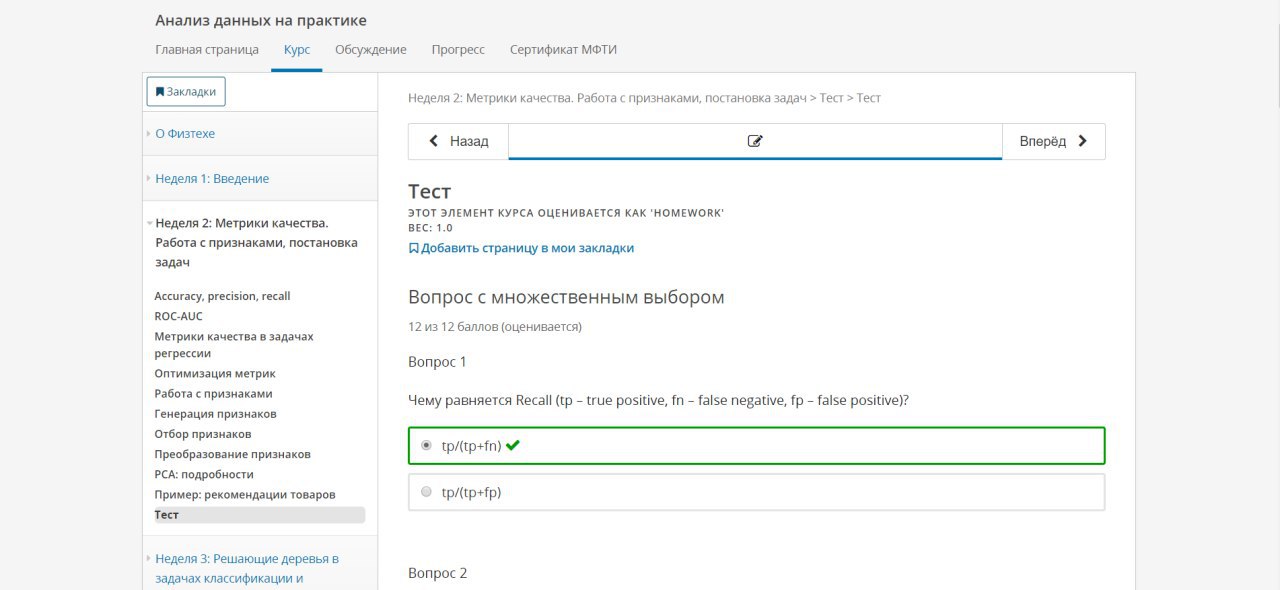 Анализ данных на практике
Главная страница Курс Обсуждение Прогресс Сертификат МФТИ
Закладки
О Физтехе
Неделя 1: Введение
Неделя 2: Метрики качества.
Работа с признаками, постановка
задач
Accuracy, precision, recall
ROC-AUC
Метрики качества в задачах
регрессии
Оптимизация метрик
Работа с признаками
Генерация признаков
Отбор признаков
Преобразование признаков
PCA: подробности
Пример: рекомендации товаров
Тест
Неделя 3: Решающие деревья в
задачах классификации и
Неделя 2: Метрики качества. Работа с признаками, постановка задач > Тест > Тест
Назад
Вперёд
Тест
ЭТОТ ЭЛЕМЕНТ КУРСА ОЦЕНИВАЕТСЯ КАК 'HOMEWORK'
ВЕС: 1.0
Добавить страницу в мои закладки
Вопрос с множественным выбором
12 из 12 баллов (оценивается)
Вопрос 1
Чему равняется Recall (tp – true positive, fn – false negative, fp – false positive)?
tp/(tp+fn)
tp/(tp+fp)
Вопрос 2